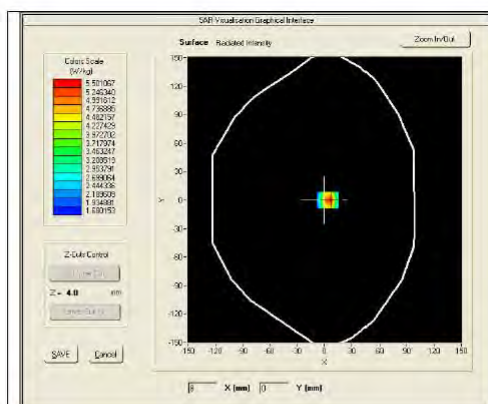 SAR Visualisation Graphical Interface
Surface Radiated Intensity
Zoom In/Out
Colors Scale
(W/kg)
5.501067
5.246340
4.991612
4.736885
4.482157
4.227429
3.972702
3.717974
3.463247
3.208519
2.953791
2.699064
2.444336
2.189609
1.934881
1.680153
150
120
90
60
30
0
-30
-60
-90
-120
-150
Y
-150 -120 -90 -60 -30 0 30 60 90 120 150
X
Z-Cuts Control
Z = 4.0 mm
SAVE
Cancel
X (mm) 0 Y (mm)